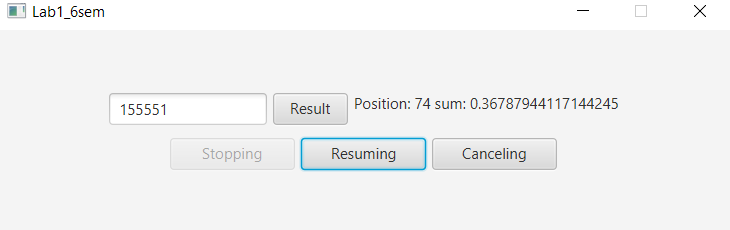 Lab1_6sem
155551 Result Position: 74 sum: 0.36787944117144245
Stopping Resuming Canceling